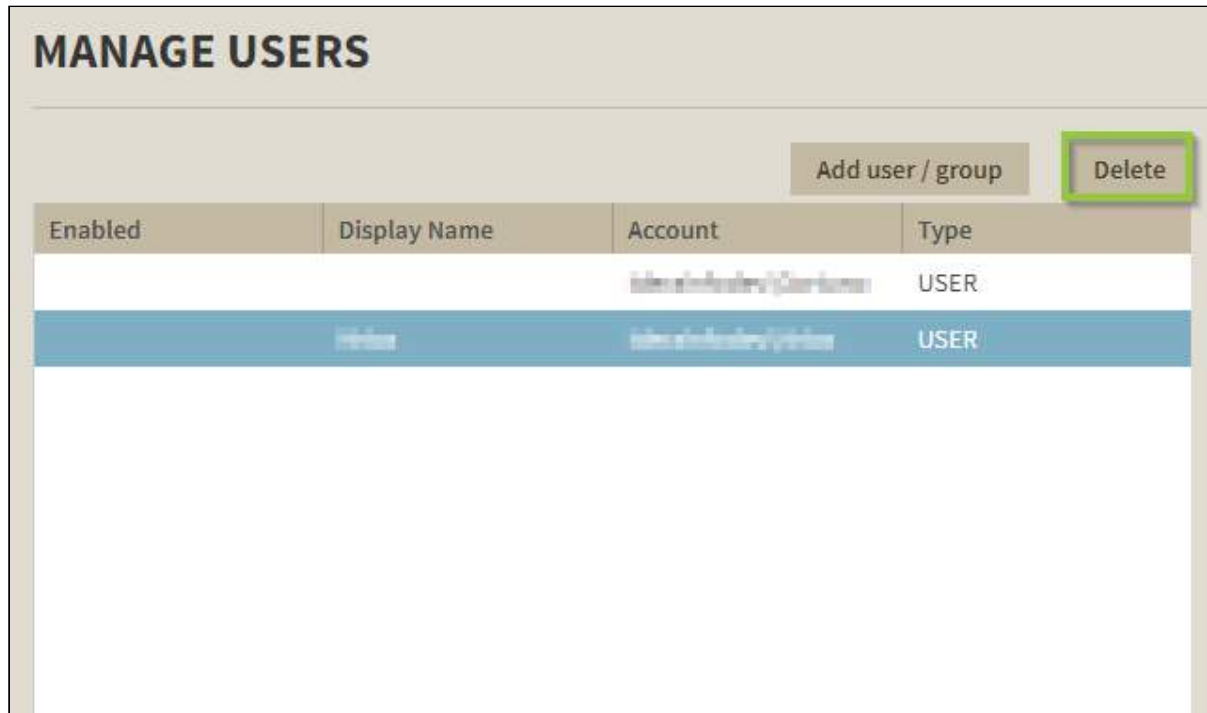 MANAGE USERS
Add user / group Delete
Enabled Display Name Account Type
USER
USER